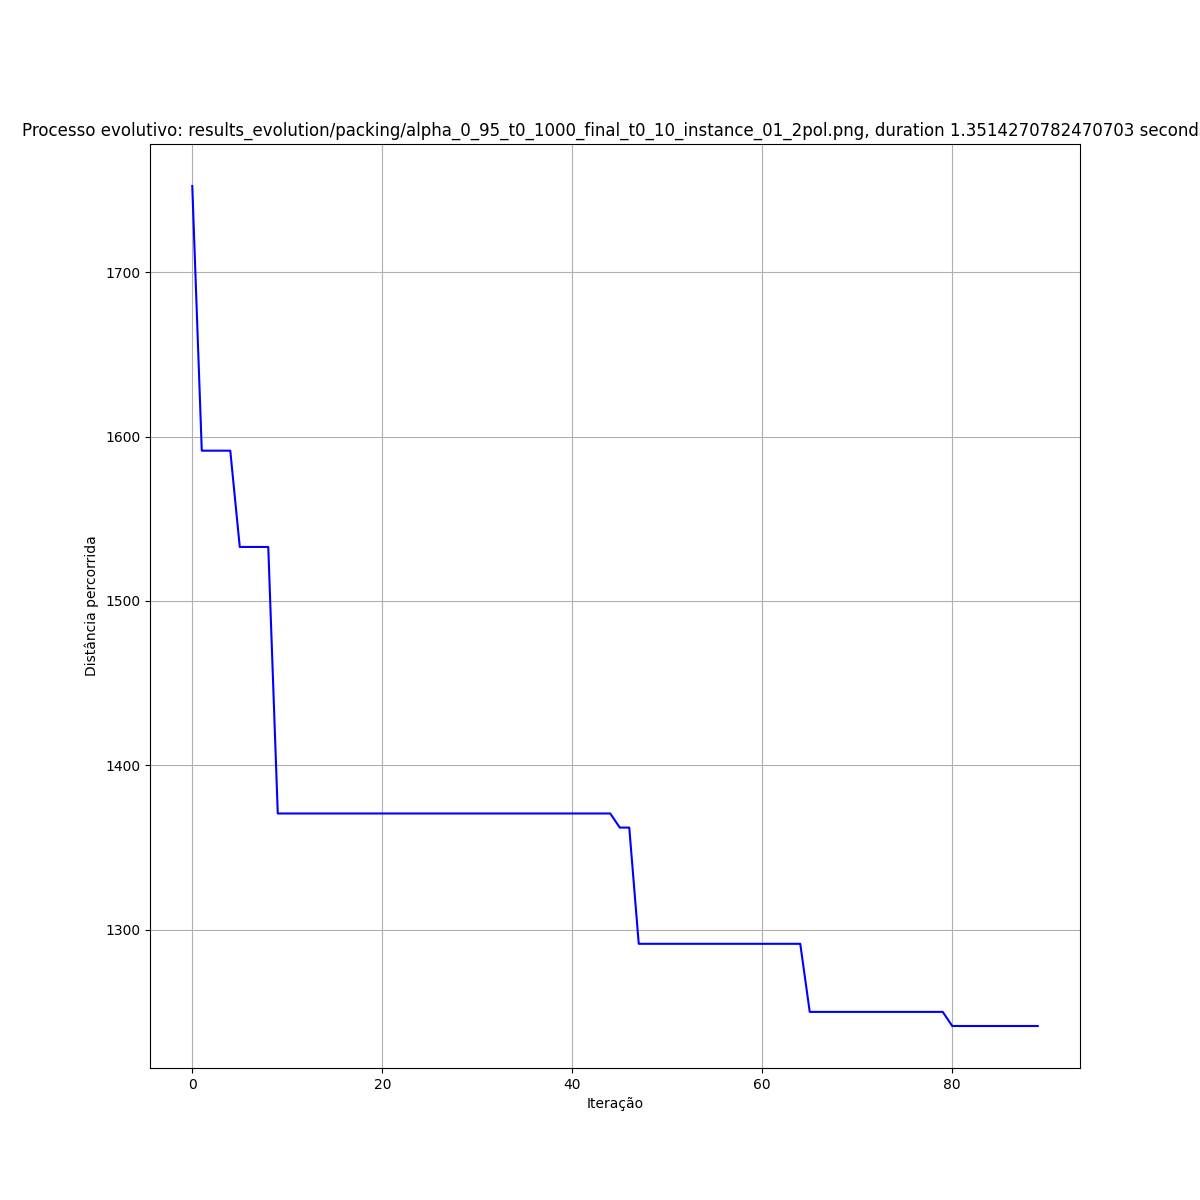 Processo evolutivo: results_evolution/packing/alpha_0_95_t0_1000_final_t0_10_instance_01_2pol.png, duration 1.3514270782470703 second
1700
1600
1500
1400
1300
Distância percorrida
0 20 40 60 80
Iteração